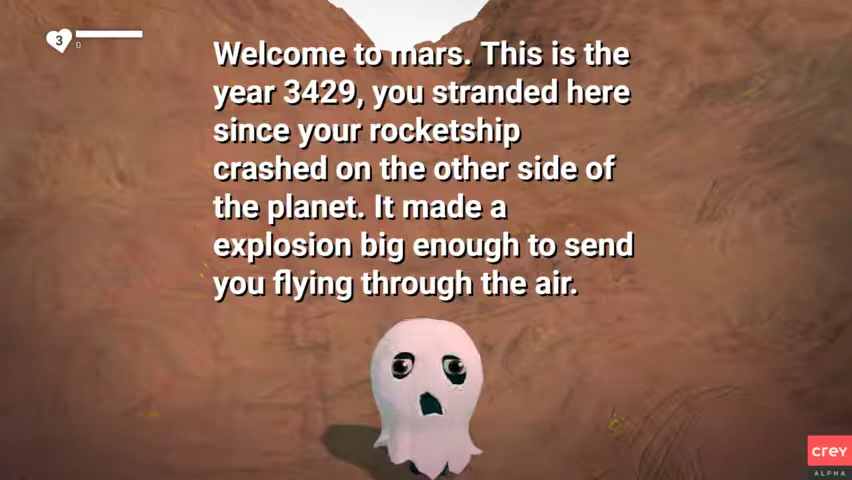 3
0
Welcome to mars. This is the
year 3429, you stranded here
since your rocketship
crashed on the other side of
the planet. It made a
explosion big enough to send
you flying through the air.
crey
ALPHA